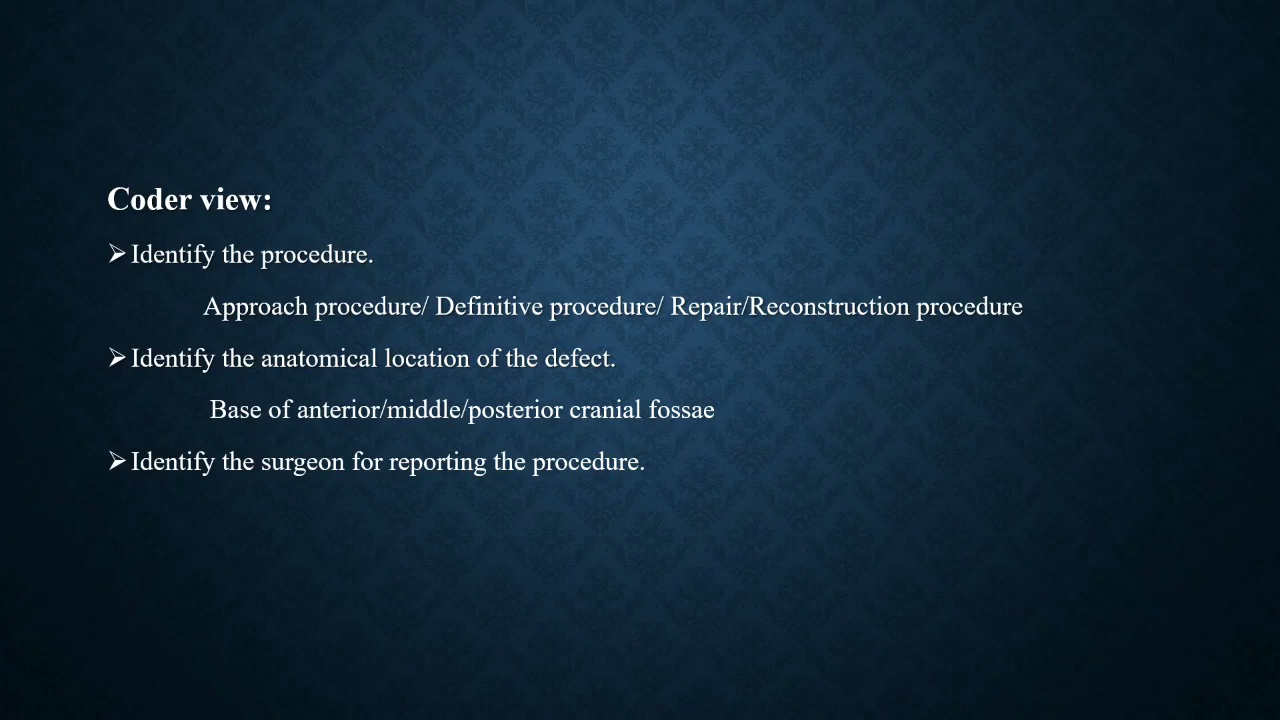 Coder view:
➢Identify the procedure.
Approach procedure/ Definitive procedure/ Repair/Reconstruction procedure
➢Identify the anatomical location of the defect.
Base of anterior/middle/posterior cranial fossae
➢Identify the surgeon for reporting the procedure.